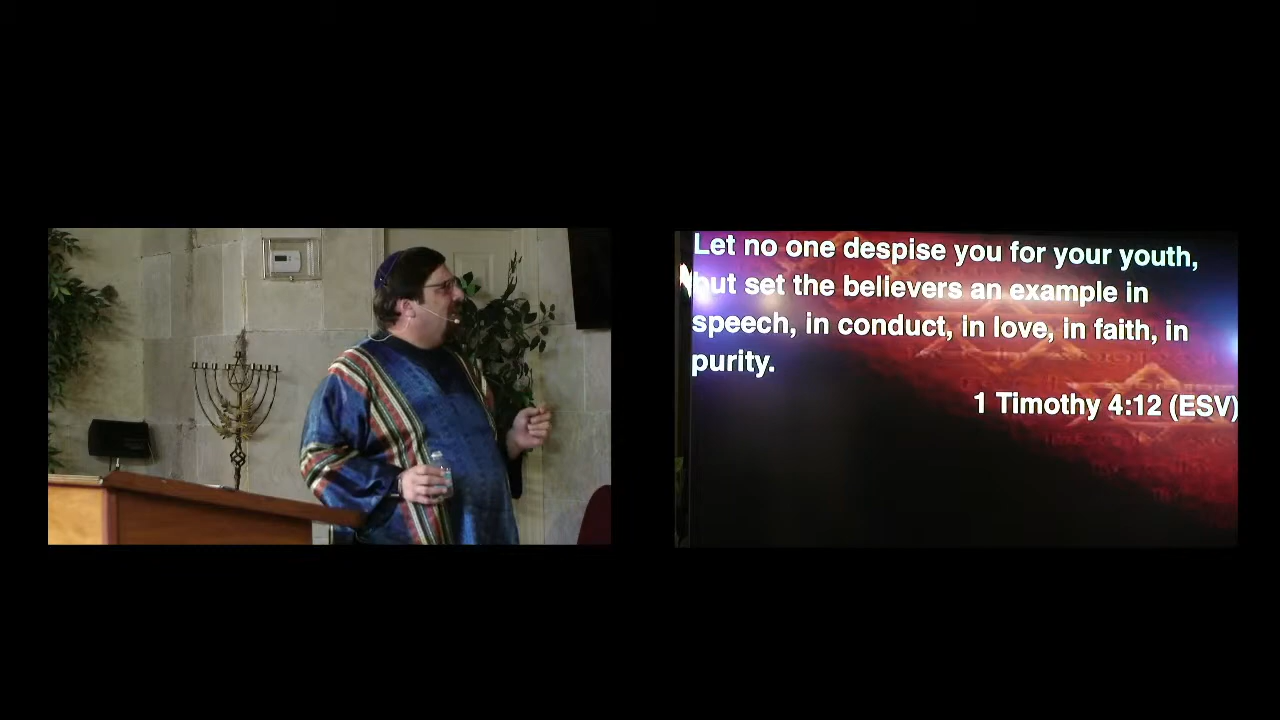 Let no one despise you for your youth,
but set the believers an example in
speech, in conduct, in love, in faith, in
purity.
1 Timothy 4:12 (ESV)